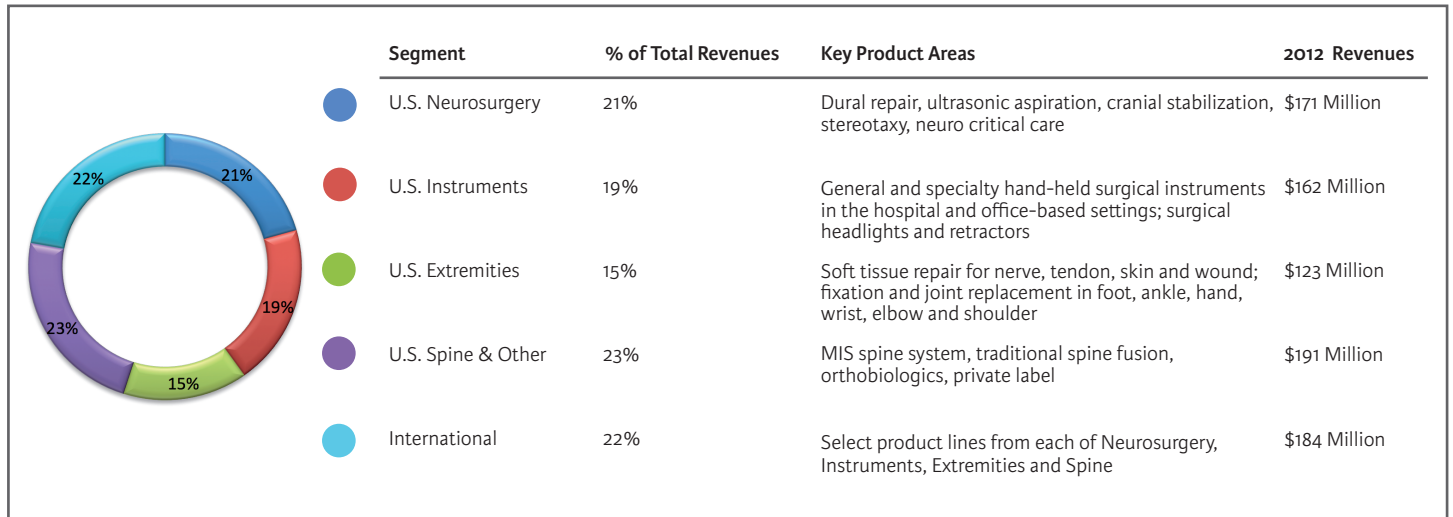 Segment % of Total Revenues Key Product Areas 2012 Revenues
U.S. Neurosurgery 21% Dural repair, ultrasonic aspiration, cranial stabilization, $171 Million
stereotaxy, neuro critical care
U.S. Instruments 19% General and specialty hand-held surgical instruments $162 Million
in the hospital and office-based settings; surgical
headlights and retractors
U.S. Extremities 15% Soft tissue repair for nerve, tendon, skin and wound; $123 Million
fixation and joint replacement in foot, ankle, hand,
wrist, elbow and shoulder
U.S. Spine & Other 23% MIS spine system, traditional spine fusion, $191 Million
orthobiologics, private label
International 22% Select product lines from each of Neurosurgery, $184 Million
Instruments, Extremities and Spine
22%
21%
19%
23%
15%